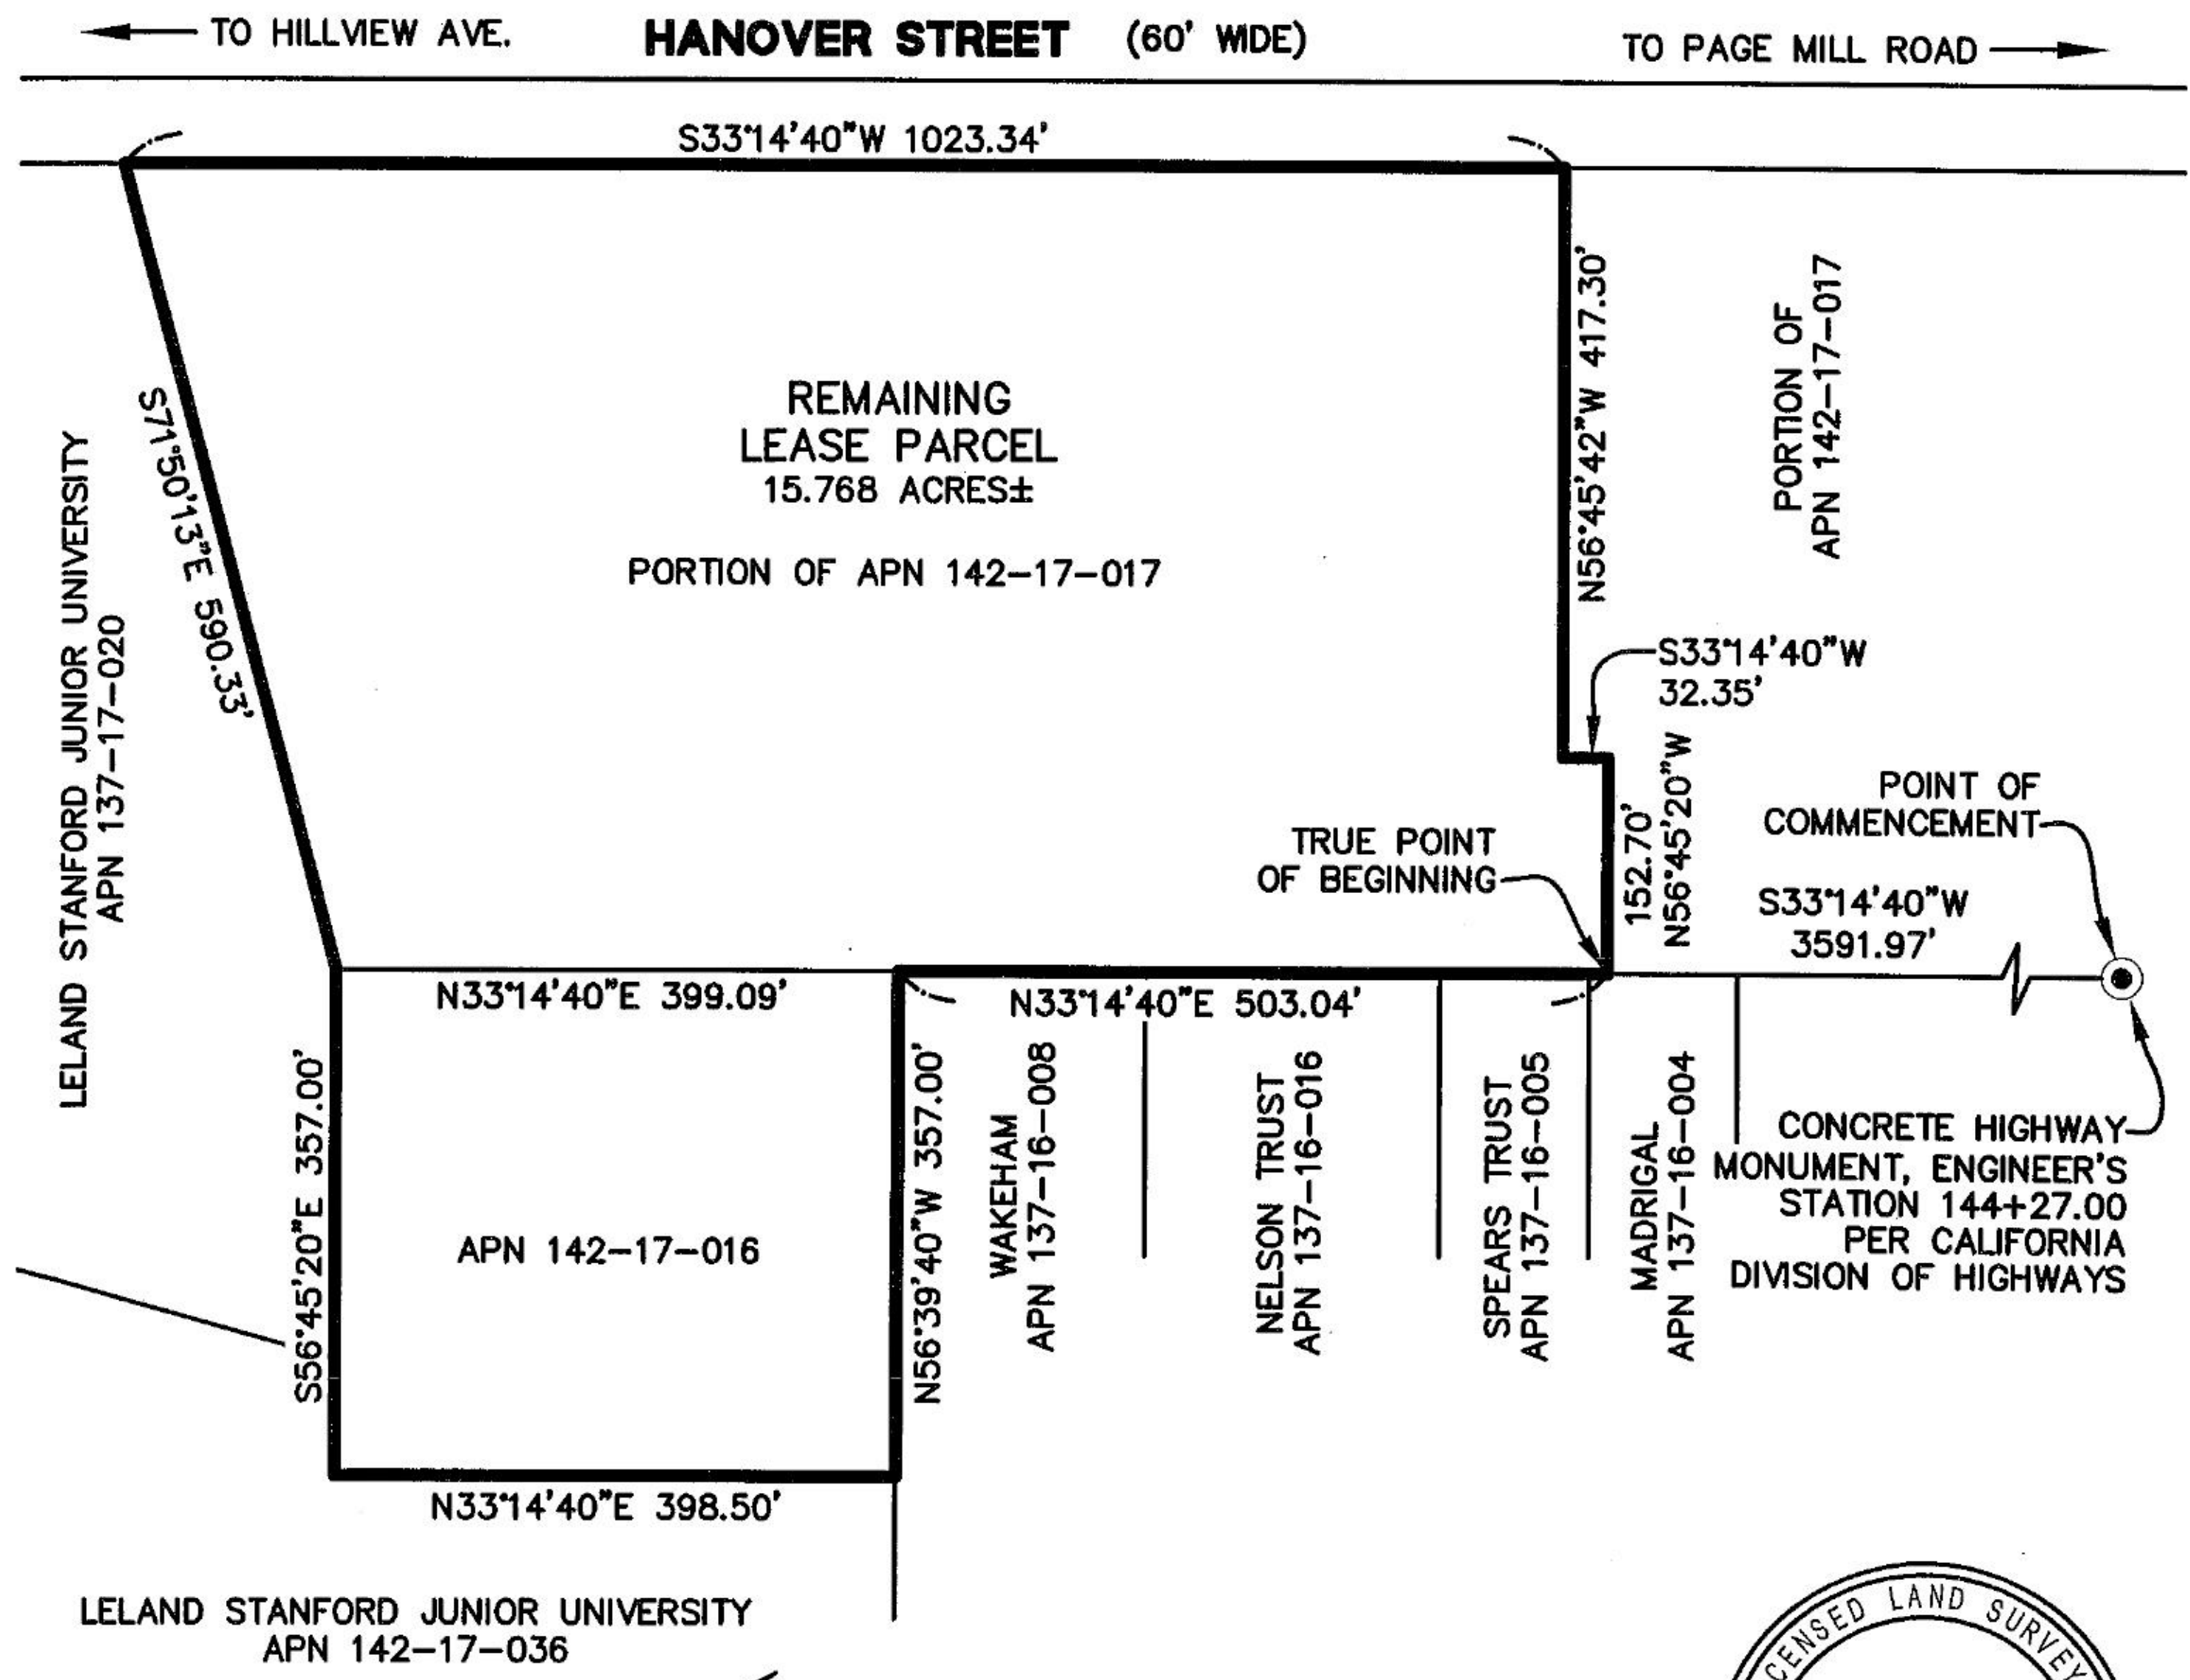 TO HILLVIEW AVE.
HANOVER STREET (60' WIDE)
TO PAGE MILL ROAD
S33°14'40"W 1023.34'
S71°50'13"E 590.33'
LELAND STANFORD JUNIOR UNIVERSITY
APN 137-17-020
REMAINING
LEASE PARCEL
15.768 ACRES±
PORTION OF APN 142-17-017
N56°45'42"W 417.30'
PORTION OF
APN 142-17-017
S33°14'40"W
32.35'
152.70'
N56°45'20"W
TRUE POINT
OF BEGINNING
POINT OF
COMMENCEMENT
S33°14'40"W
3591.97'
N33°14'40"E 399.09'
N33°14'40"E 503.04'
S56°45'20"E 357.00'
APN 142-17-016
N56°39'40"W 357.00'
WAKEHAM
APN 137-16-008
NELSON TRUST
APN 137-16-016
SPEARS TRUST
APN 137-16-005
MADRIGAL
APN 137-16-004
CONCRETE HIGHWAY
MONUMENT, ENGINEER'S
STATION 144+27.00
PER CALIFORNIA
DIVISION OF HIGHWAYS
N33°14'40"E 398.50'
LELAND STANFORD JUNIOR UNIVERSITY
APN 142-17-036
CENSED LAND SURVEY